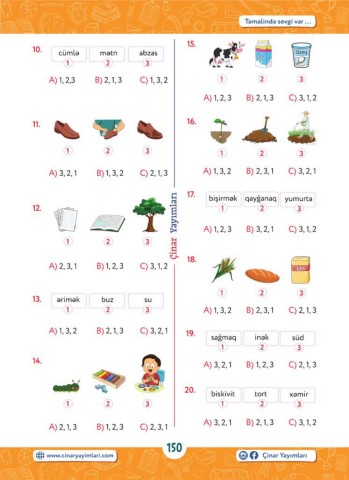 Təməlində sevgi var ...
10.
cümlə mətn abzas
1 2 3
A) 1, 2,3 B) 2, 1, 3 C) 1, 3, 2
11.
1 2 3
A) 3, 2, 1 B) 1, 3, 2 C) 2, 1, 3
12.
1 2 3
A) 2, 3, 1 B) 1, 2, 3 C) 3, 1, 2
13.
ərimək buz su
1 2 3
A) 1, 3, 2 B) 2, 1, 3 C) 3, 2, 1
14.
1 2 3
A) 2, 1, 3 B) 1, 2, 3 C) 2, 3, 1
Çinar Yayımları
15.
1 2 3
A) 1, 2, 3 B) 2, 1, 3 C) 3, 1, 2
16.
1 2 3
A) 1, 3, 2 B) 2, 3, 1 C) 3, 2, 1
17.
bişirmək qayğanaq yumurta
1 2 3
A) 1, 2, 3 B) 3, 2, 1 C) 3, 1, 2
18.
1 2 3
A) 1, 3, 2 B) 2, 3, 1 C) 2, 1, 3
19.
sağmaq inək süd
1 2 3
A) 3, 2, 1 B) 1, 3, 2 C) 2, 1, 3
20.
biskivit tort xəmir
1 2 3
A) 3, 2, 1 B) 2, 1, 3 C) 3, 1, 2
www.cinaryayimlari.com
150
Çinar Yayımları